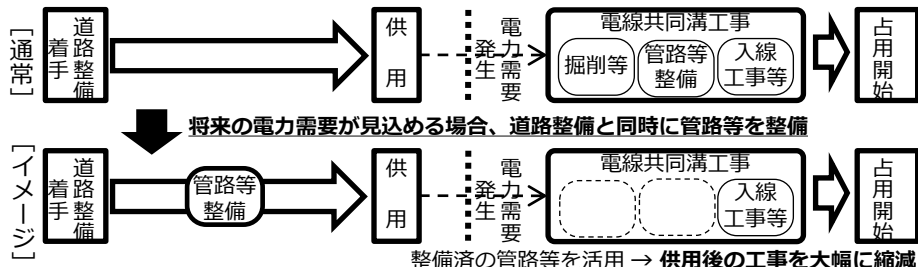 [通常]
道路整備
着手
供用
電力需要
発生
電線共同溝工事
掘削等
管路等
整備
入線
工事等
占用開始
将来の電力需要が見込める場合、道路整備と同時に管路等を整備
[イメージ]
道路整備
着手
管路等
整備
供用
電力需要
発生
電線共同溝工事
入線
工事等
占用開始
整備済の管路等を活用 → 供用後の工事を大幅に縮減